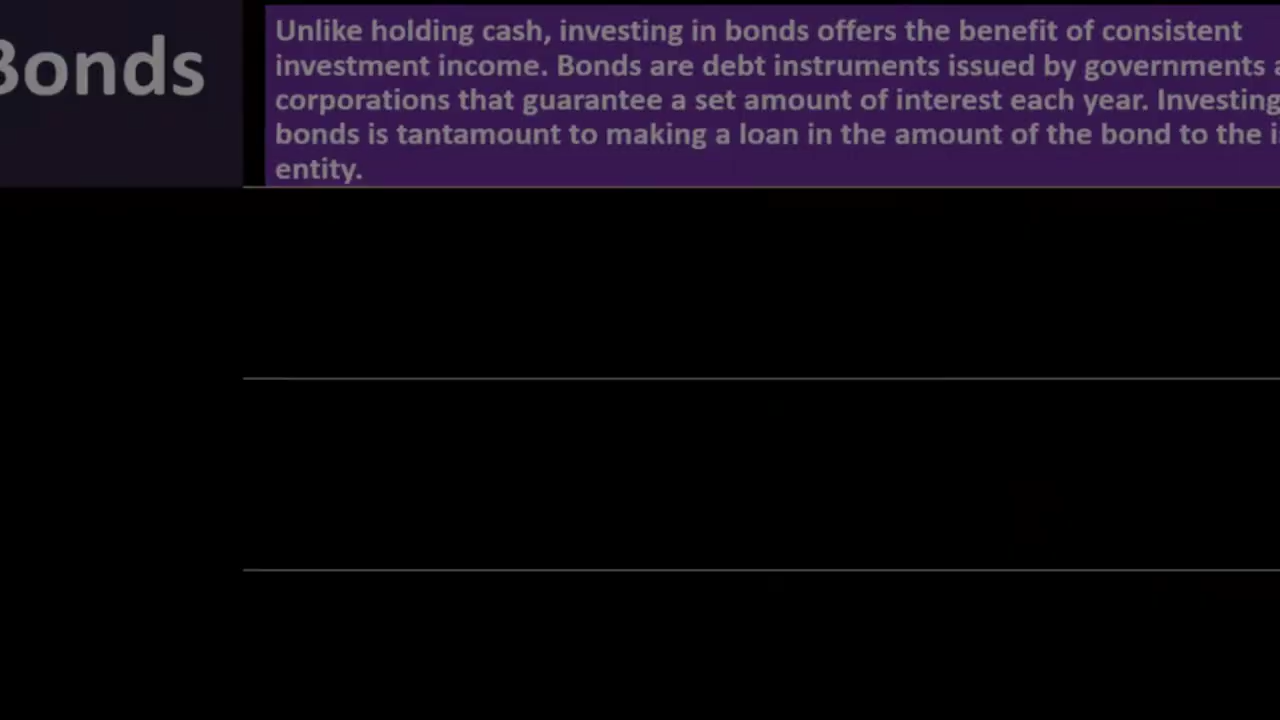 Bonds
Unlike holding cash, investing in bonds offers the benefit of consistent
investment income. Bonds are debt instruments issued by governments
corporations that guarantee a set amount of interest each year. Investing
bonds is tantamount to making a loan in the amount of the bond to the
entity.